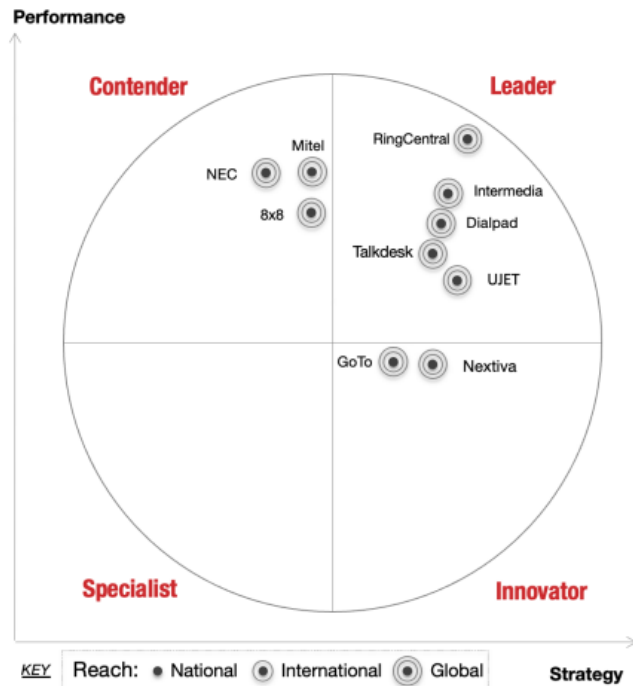 Performance
Contender
Leader
RingCentral
Mitel
NEC
Intermedia
8x8
Dialpad
Talkdesk
UJET
GoTo
Nextiva
Specialist
Innovator
KEY Reach: National International Global
Strategy